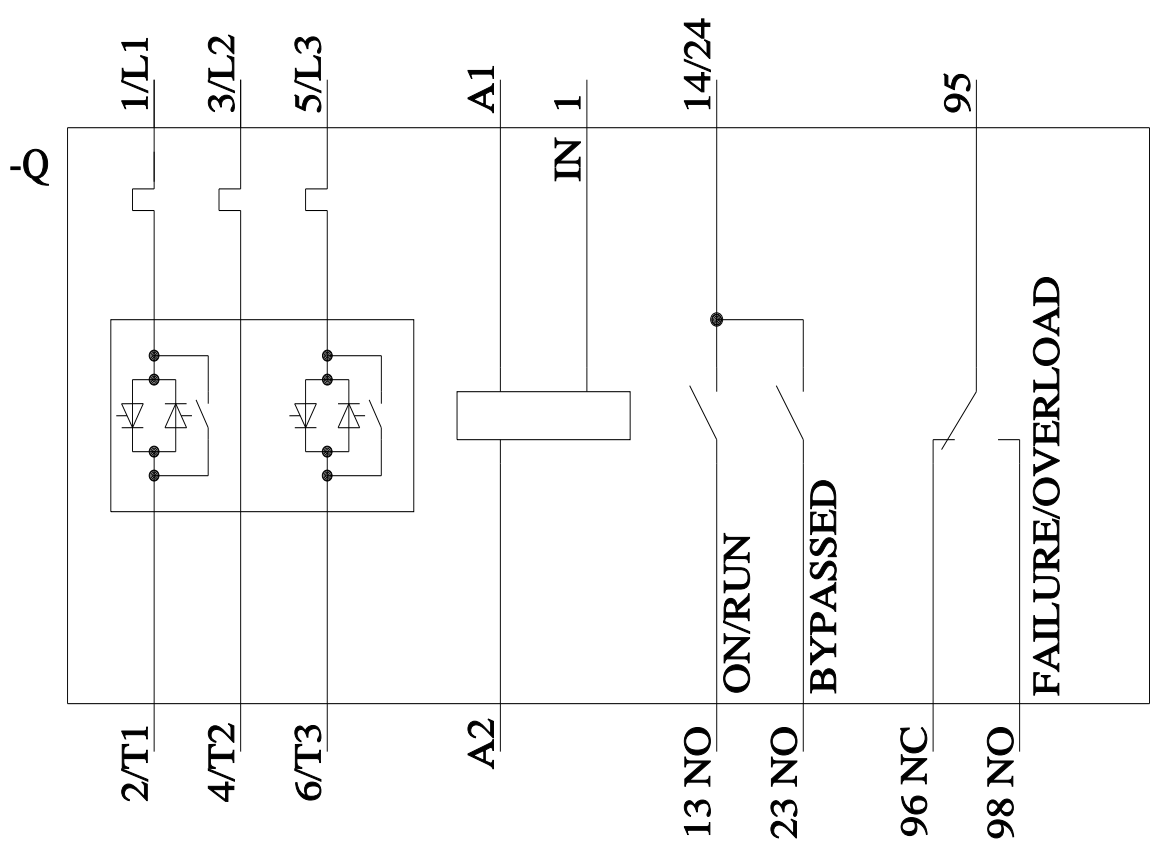 -Q
1/L1
3/L2
5/L3
A1
1
IN
14/24
95
ON/RUN
BYPASSED
FAILURE/OVERLOAD
2/T1
4/T2
6/T3
A2
13 NO
23 NO
96 NC
98 NO